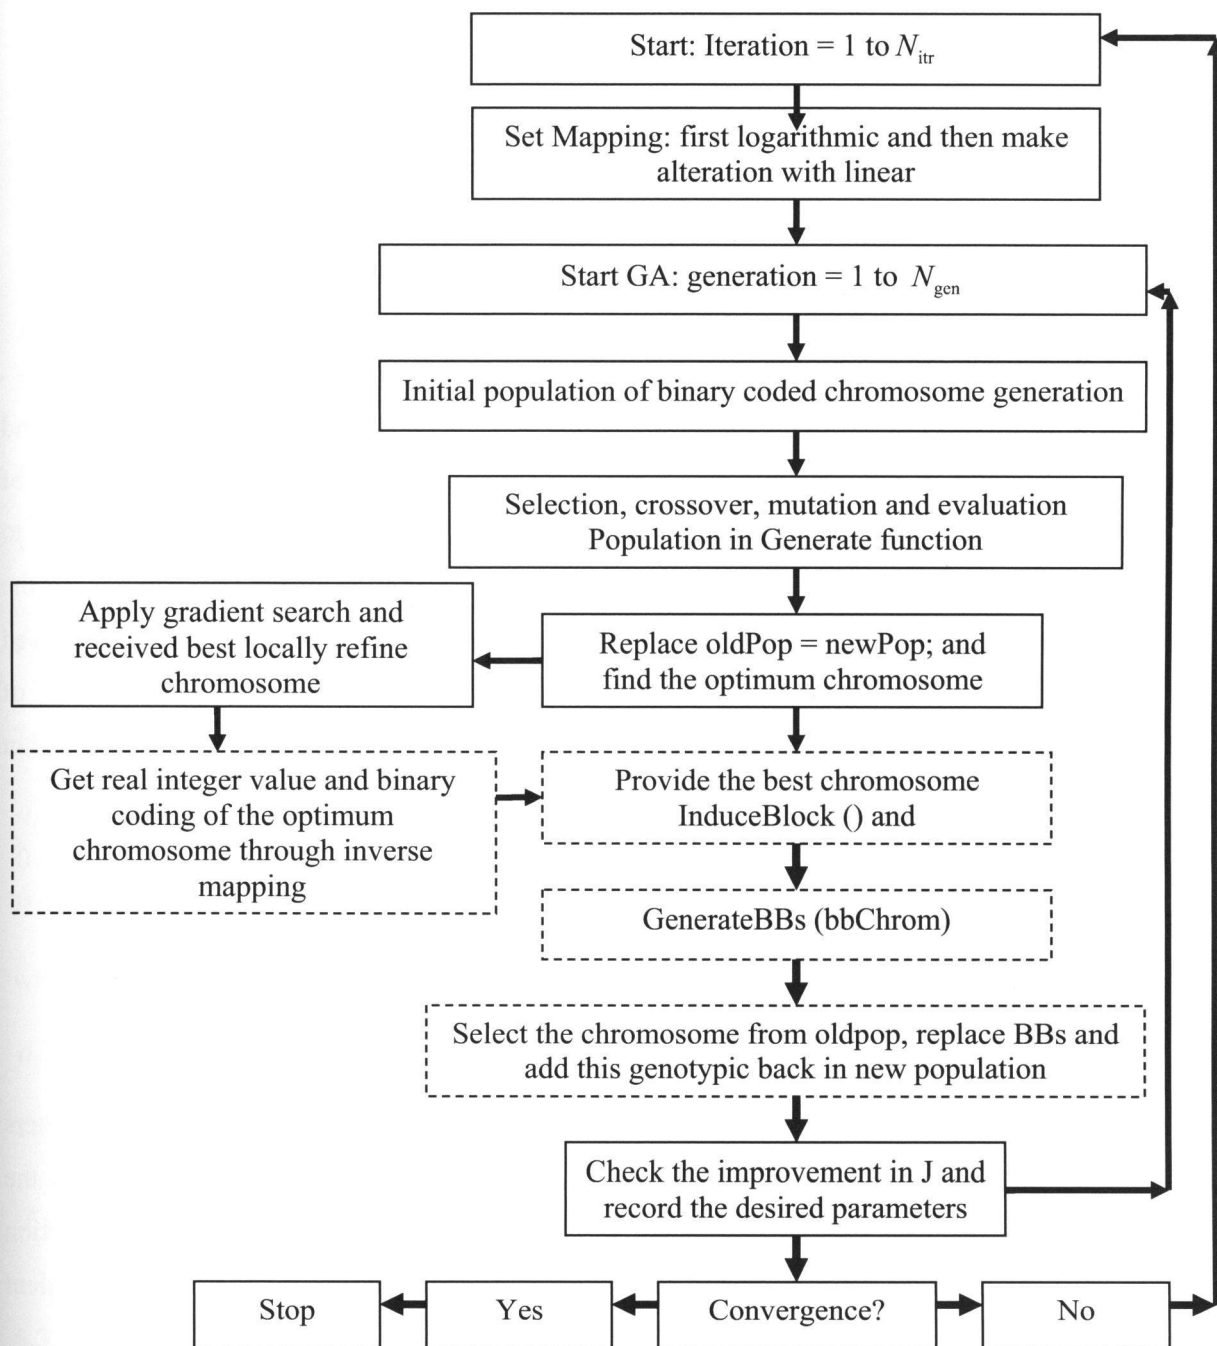 Start: Iteration = 1 to N_itr
Set Mapping: first logarithmic and then make
alteration with linear
Start GA: generation = 1 to N_gen
Initial population of binary coded chromosome generation
Selection, crossover, mutation and evaluation
Population in Generate function
Apply gradient search and
received best locally refine
chromosome
Replace oldPop = newPop; and
find the optimum chromosome
Get real integer value and binary
coding of the optimum
chromosome through inverse
mapping
Provide the best chromosome
InduceBlock () and
GenerateBBs (bbChrom)
Select the chromosome from oldpop, replace BBs and
add this genotypic back in new population
Check the improvement in J and
record the desired parameters
Stop
Yes
Convergence?
No